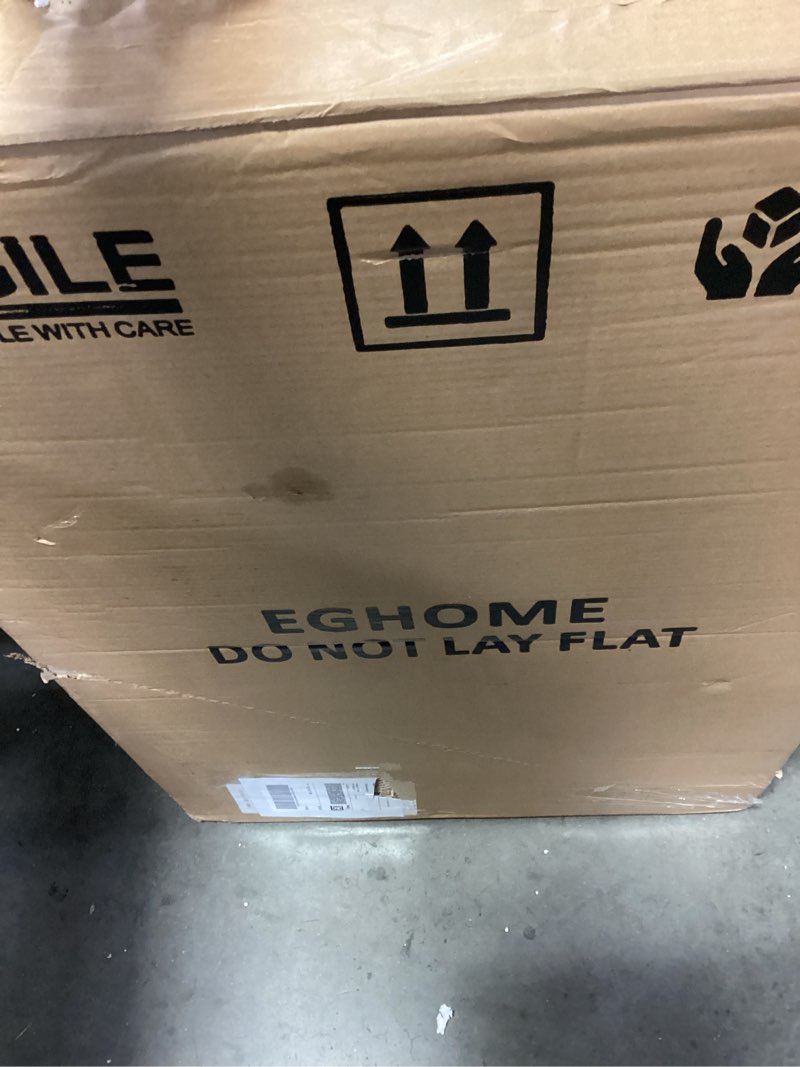 GILE
LE WITH CARE
EGHOME
DO NOT LAY FLAT